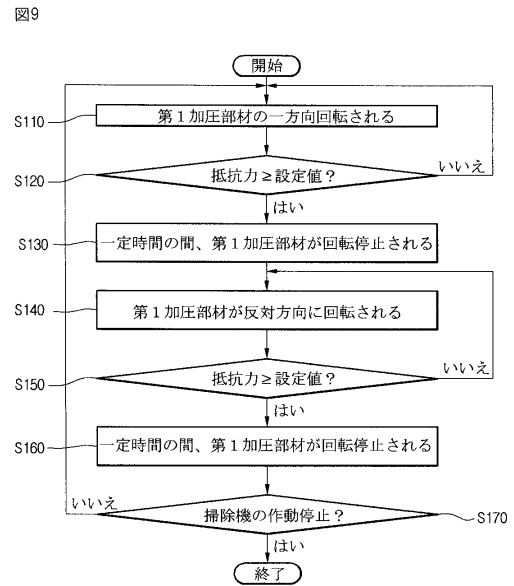 図9
開始
S110
第1加圧部材の一方向回転される
S120
抵抗力≥設定値?
いいえ
はい
S130
一定時間の間、第1加圧部材が回転停止される
S140
第1加圧部材が反対方向に回転される
S150
抵抗力≥設定値?
いいえ
はい
S160
一定時間の間、第1加圧部材が回転停止される
いいえ
掃除機の作動停止?
S170
はい
終了